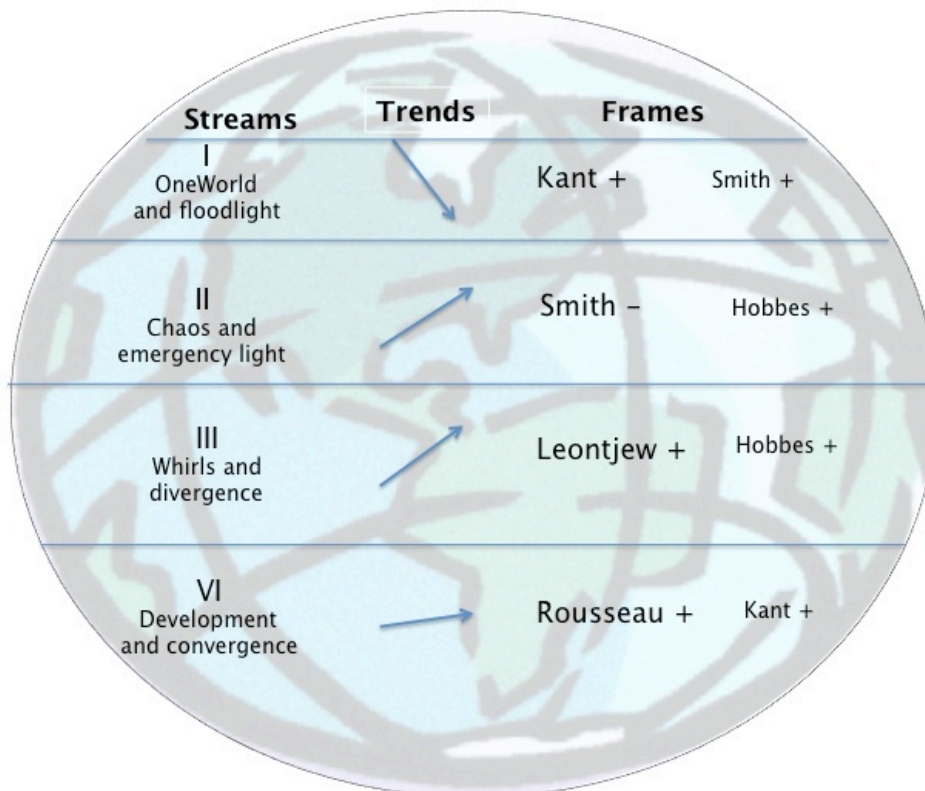 Streams Trends Frames
I
OneWorld
and floodlight
Kant + Smith +
II
Chaos and
emergency light
Smith – Hobbes +
III
Whirls and
divergence
Leontjew + Hobbes +
VI
Development
and convergence
Rousseau + Kant +